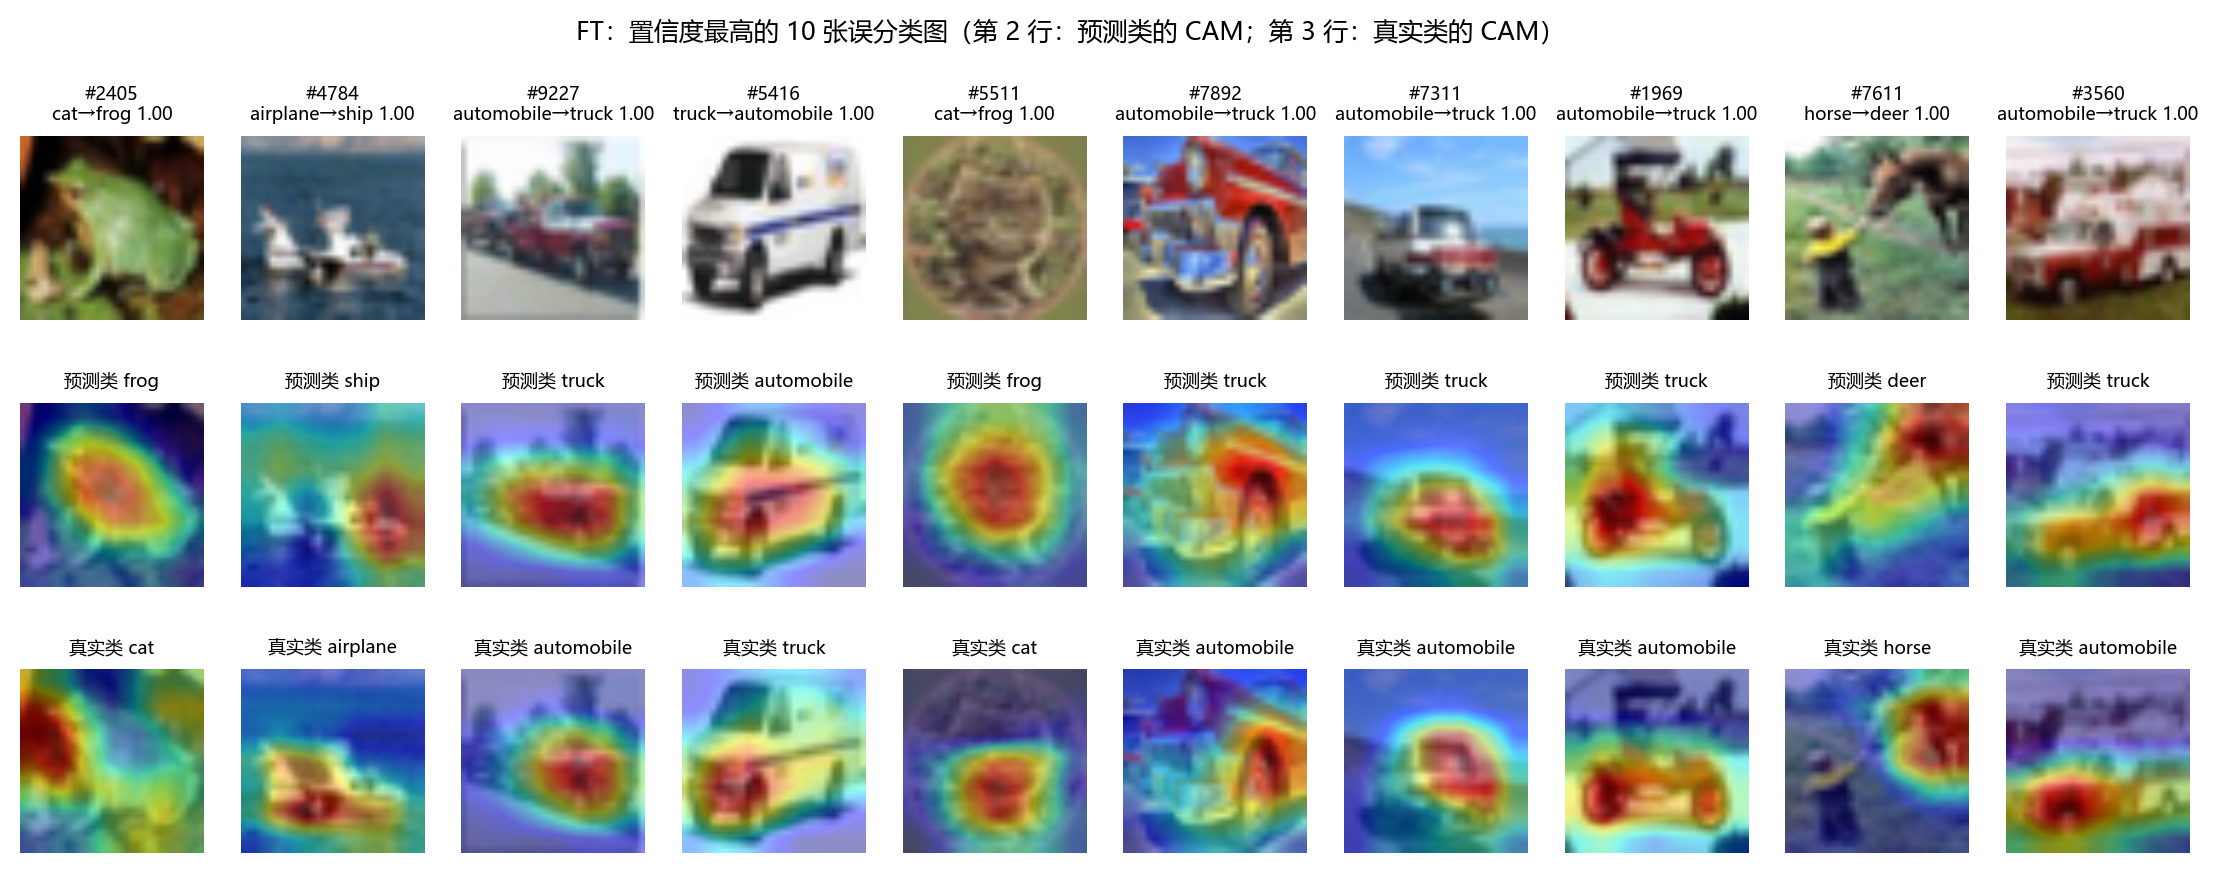 FT：置信度最高的 10 张误分类图（第 2 行：预测类的 CAM；第 3 行：真实类的 CAM）
#2405
cat→frog 1.00
#4784
airplane→ship 1.00
#9227
automobile→truck 1.00
#5416
truck→automobile 1.00
#5511
cat→frog 1.00
#7892
automobile→truck 1.00
#7311
automobile→truck 1.00
#1969
automobile→truck 1.00
#7611
horse→deer 1.00
#3560
automobile→truck 1.00
预测类 frog
预测类 ship
预测类 truck
预测类 automobile
预测类 frog
预测类 truck
预测类 truck
预测类 truck
预测类 deer
预测类 truck
真实类 cat
真实类 airplane
真实类 automobile
真实类 truck
真实类 cat
真实类 automobile
真实类 automobile
真实类 automobile
真实类 horse
真实类 automobile